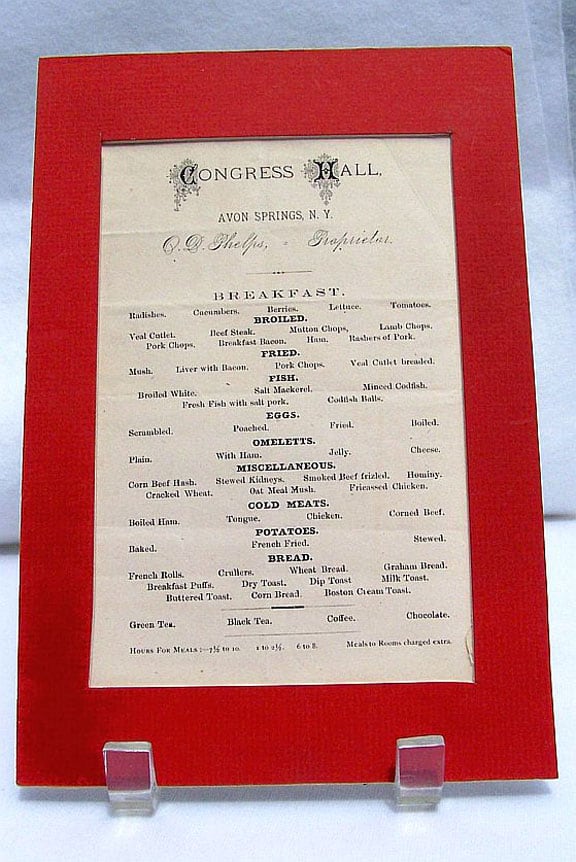 CONGRESS HALL,
AVON SPRINGS, N. Y.
O. D. Phelps, - Proprietor.
BREAKFAST.
Radishes. Cucumbers. Berries. Lettuce. Tomatoes.
BROILED.
Veal Cutlet. Beef Steak. Mutton Chops, Lamb Chops.
Pork Chops. Breakfast Bacon. Ham. Rashers of Pork.
FRIED.
Mush. Liver with Bacon. Pork Chops. Veal Cutlet breaded.
FISH.
Broiled White. Salt Mackerel. Minced Codfish.
Fresh Fish with salt pork. Codfish Balls.
EGGS.
Scrambled. Poached. Fried. Boiled.
OMELETTS.
Plain. With Ham. Jelly. Cheese.
MISCELLANEOUS.
Corn Beef Hash. Stewed Kidneys. Smoked Beef frizled. Hominy.
Cracked Wheat. Oat Meal Mush. Fricassed Chicken.
COLD MEATS.
Boiled Ham. Tongue. Chicken. Corned Beef.
POTATOES.
Baked. French Fried. Stewed.
BREAD.
French Rolls. Crullers. Wheat Bread. Graham Bread.
Breakfast Puffs. Dry Toast. Dip Toast Milk Toast.
Buttered Toast. Corn Bread. Boston Cream Toast.
Green Tea. Black Tea. Coffee. Chocolate.
HOURS FOR MEALS :—7½ to 10. 1 to 2½. 6 to 8. Meals to Rooms charged extra.